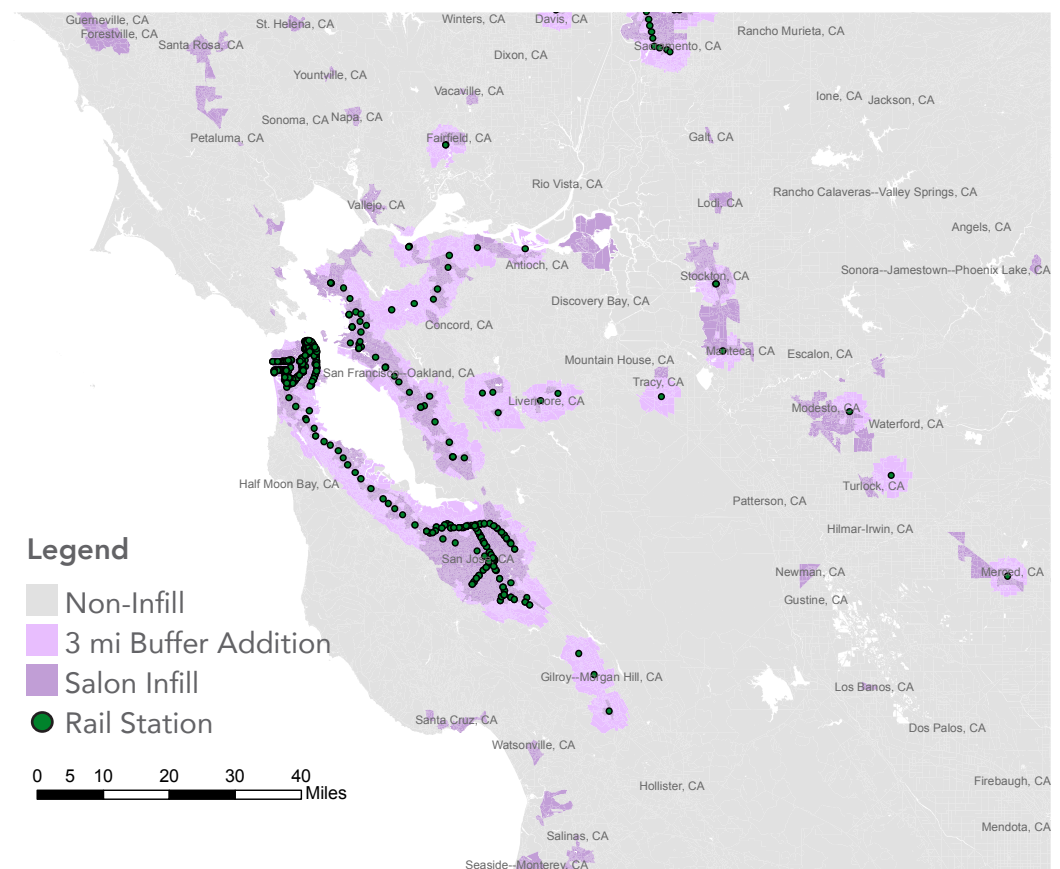 Guerneville, CA
St. Helena, CA
Winters, CA
Davis, CA
Forestville, CA
Rancho Murieta, CA
Santa Rosa, CA
Sacramento, CA
Dixon, CA
Yountville, CA
Vacaville, CA
Ione, CA
Jackson, CA
Sonoma, CA
Napa, CA
Petaluma, CA
Fairfield, CA
Galt, CA
Rio Vista, CA
Rancho Calaveras--Valley Springs, CA
Vallejo, CA
Lodi, CA
Angels, CA
Antioch, CA
Stockton, CA
Sonora--Jamestown--Phoenix Lake, CA
Discovery Bay, CA
Concord, CA
Manteca, CA
Escalon, CA
Mountain House, CA
San Francisco--Oakland, CA
Tracy, CA
Livermore, CA
Modesto, CA
Waterford, CA
Half Moon Bay, CA
Turlock, CA
Patterson, CA
Hilmar-Irwin, CA
San Jose, CA
Newman, CA
Merced, CA
Gustine, CA
Gilroy--Morgan Hill, CA
Los Banos, CA
Santa Cruz, CA
Dos Palos, CA
Watsonville, CA
Hollister, CA
Firebaugh, CA
Mendota, CA
Salinas, CA
Seaside--Monterey, CA
Legend
Non-Infill
3 mi Buffer Addition
Salon Infill
Rail Station
0 5 10 20 30 40
Miles